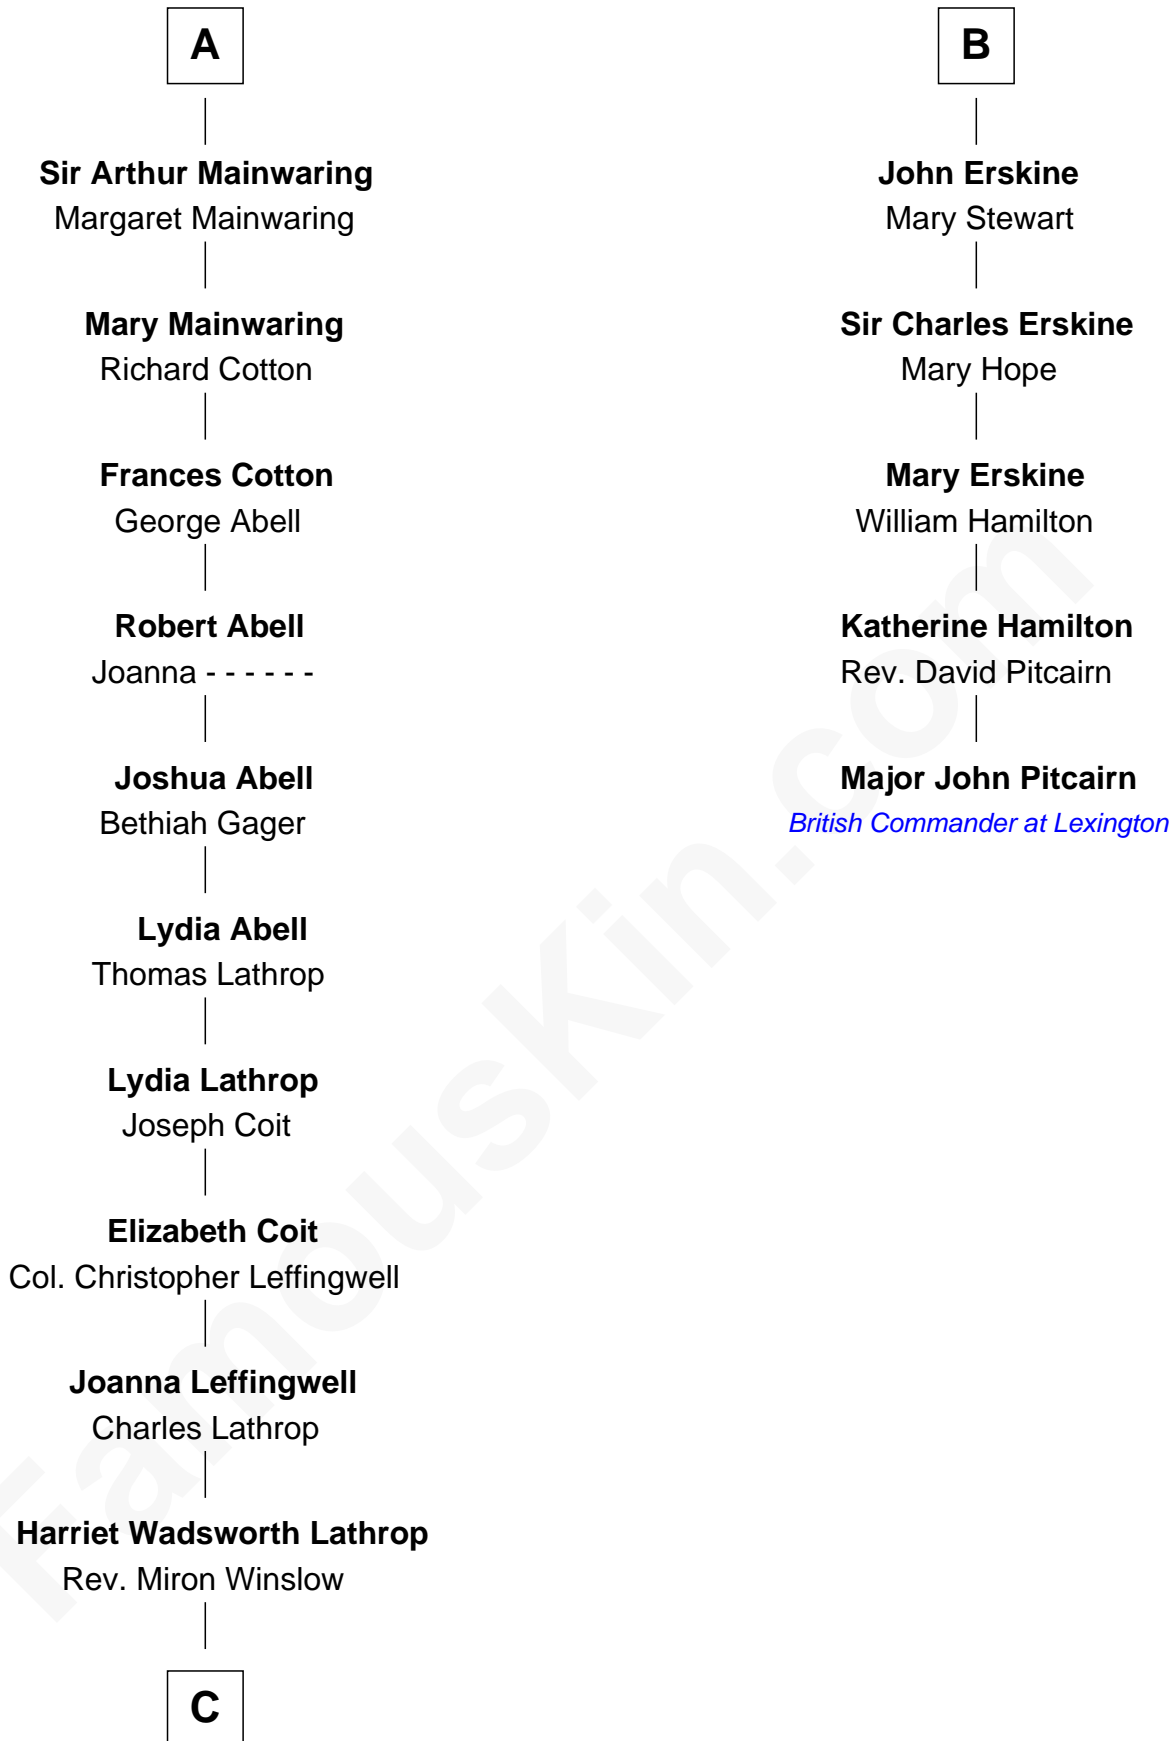 A
Sir Arthur Mainwaring
Margaret Mainwaring
Mary Mainwaring
Richard Cotton
Frances Cotton
George Abell
Robert Abell
Joanna - - - - - -
Joshua Abell
Bethiah Gager
Lydia Abell
Thomas Lathrop
Lydia Lathrop
Joseph Coit
Elizabeth Coit
Col. Christopher Leffingwell
Joanna Leffingwell
Charles Lathrop
Harriet Wadsworth Lathrop
Rev. Miron Winslow
C
B
John Erskine
Mary Stewart
Sir Charles Erskine
Mary Hope
Mary Erskine
William Hamilton
Katherine Hamilton
Rev. David Pitcairn
Major John Pitcairn
British Commander at Lexington
FamousKin.com